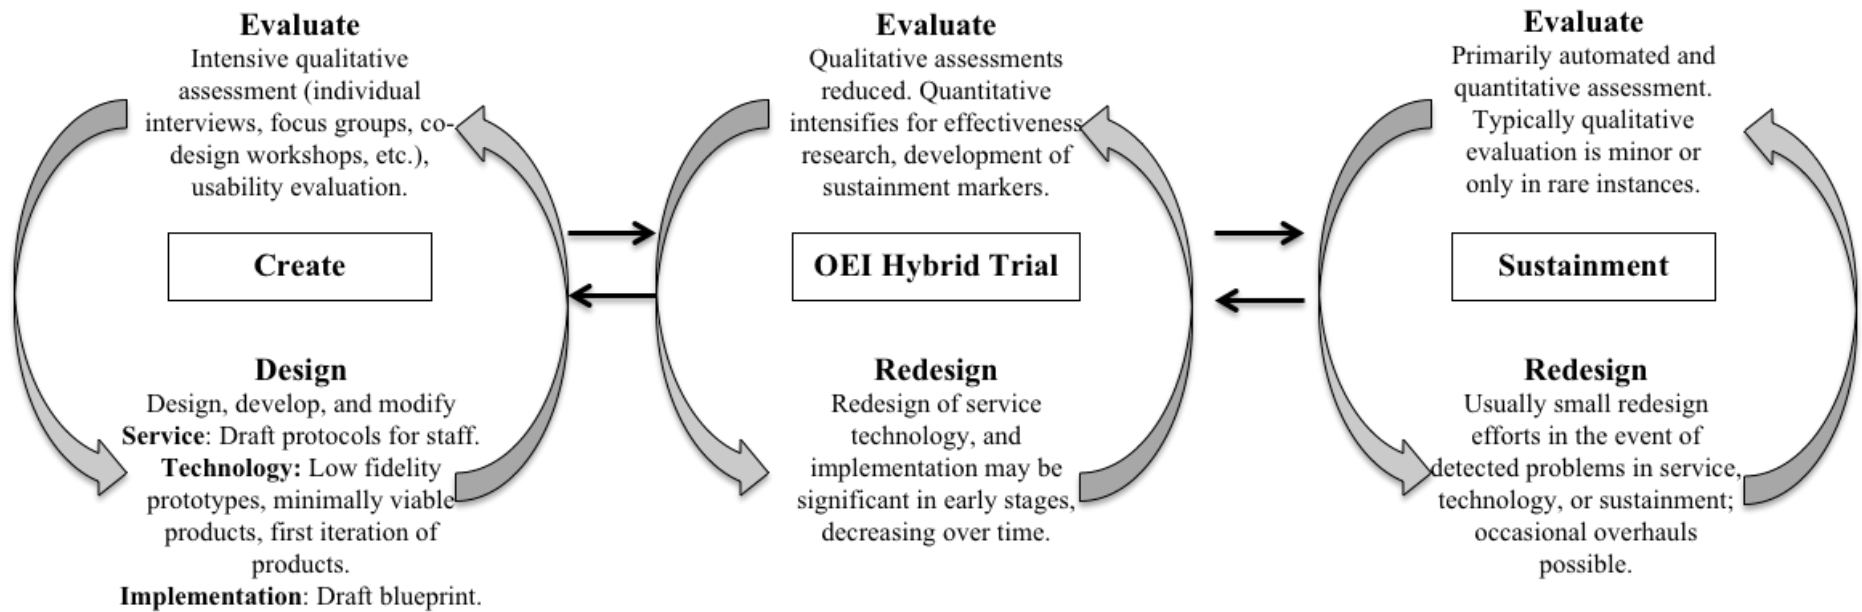 Evaluate
Intensive qualitative
assessment (individual
interviews, focus groups, co-
design workshops, etc.),
usability evaluation.
Create
Design
Design, develop, and modify
Service: Draft protocols for staff.
Technology: Low fidelity
prototypes, minimally viable
products, first iteration of
products.
Implementation: Draft blueprint.
Evaluate
Qualitative assessments
reduced. Quantitative
intensifies for effectiveness
research, development of
sustainment markers.
OEI Hybrid Trial
Redesign
Redesign of service
technology, and
implementation may be
significant in early stages,
decreasing over time.
Evaluate
Primarily automated and
quantitative assessment.
Typically qualitative
evaluation is minor or
only in rare instances.
Sustainment
Redesign
Usually small redesign
efforts in the event of
detected problems in service,
technology, or sustainment;
occasional overhauls
possible.